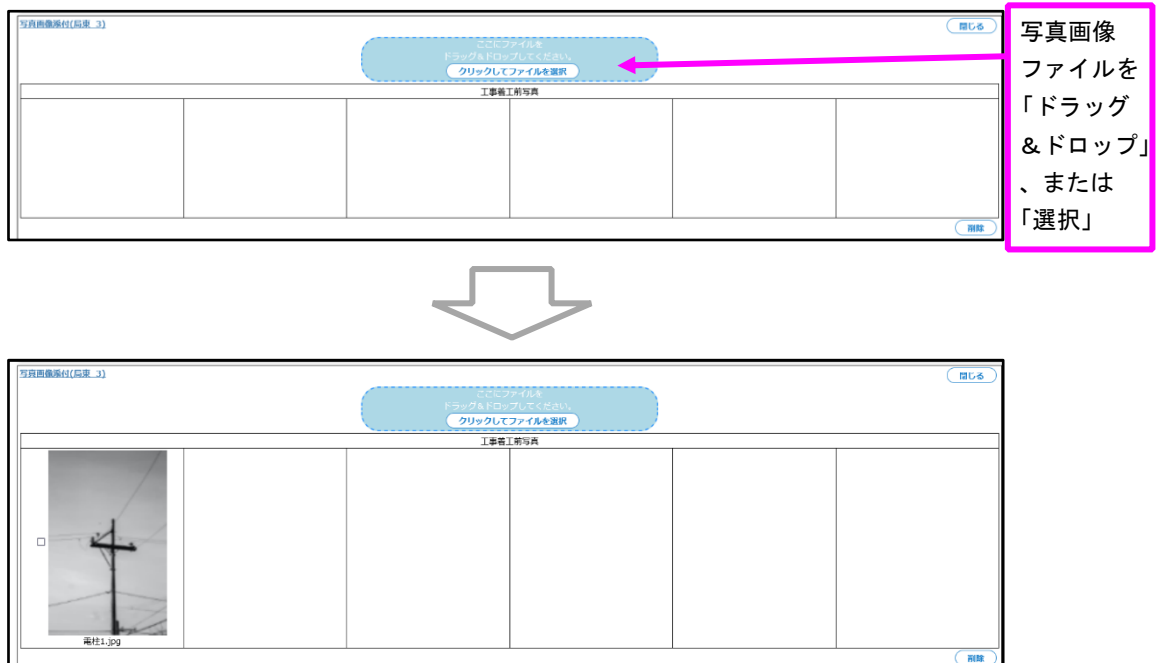 写真画像添付(局東_3)
閉じる
ここにファイルを
ドラッグ&ドロップしてください。
クリックしてファイルを選択
工事着工前写真
削除
写真画像
ファイルを
「ドラッグ
&ドロップ」
、または
「選択」
写真画像添付(局東_3)
閉じる
ここにファイルを
ドラッグ&ドロップしてください。
クリックしてファイルを選択
工事着工前写真
電柱1.jpg
削除